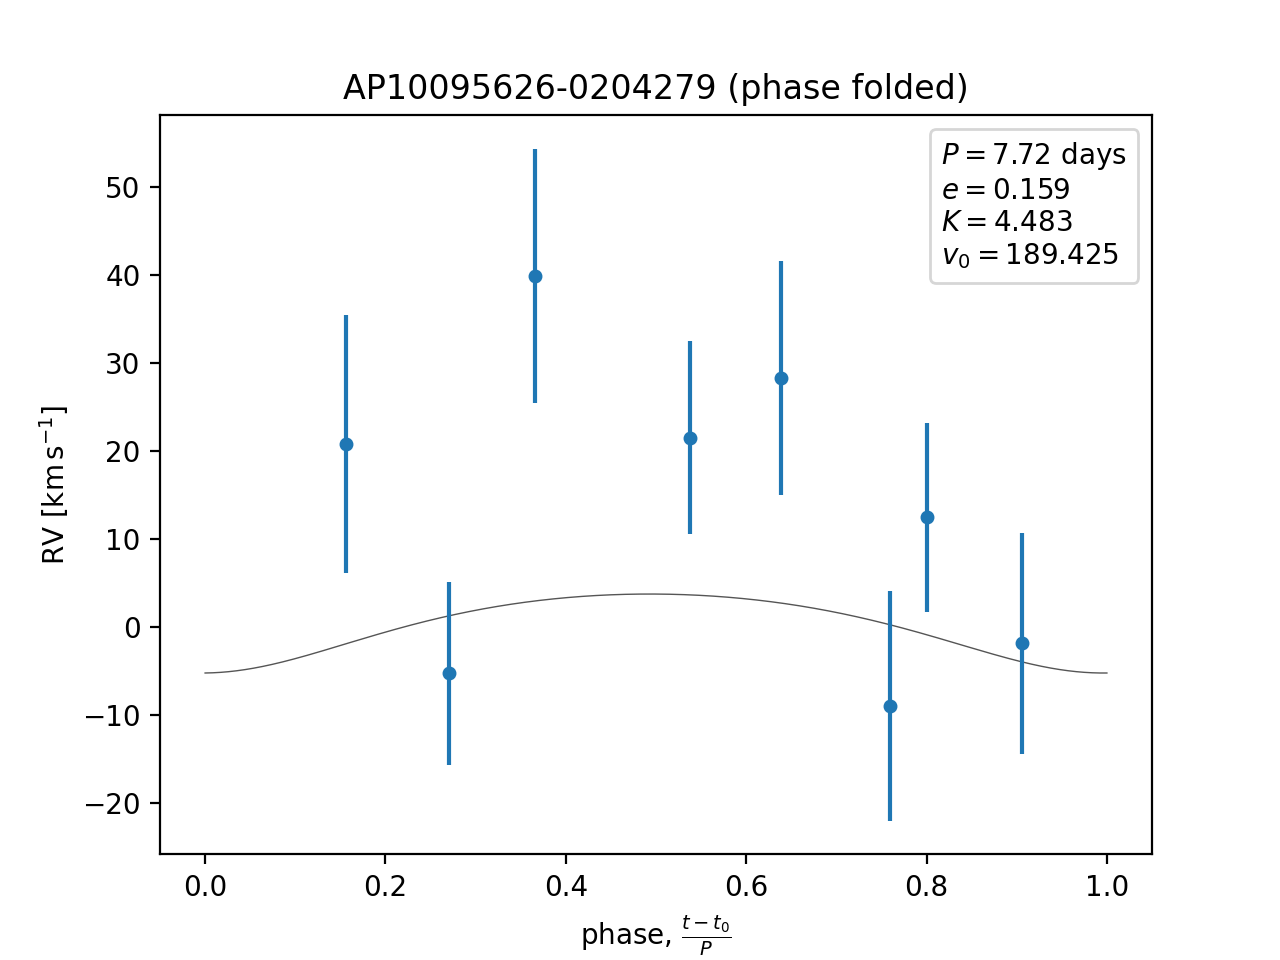 AP10095626-0204279 (phase folded)
P = 7.72 days
e = 0.159
K = 4.483
v₀ = 189.425
RV [km s⁻¹]
50
40
30
20
10
0
−10
−20
0.0 0.2 0.4 0.6 0.8 1.0
phase, (t − t₀)/P